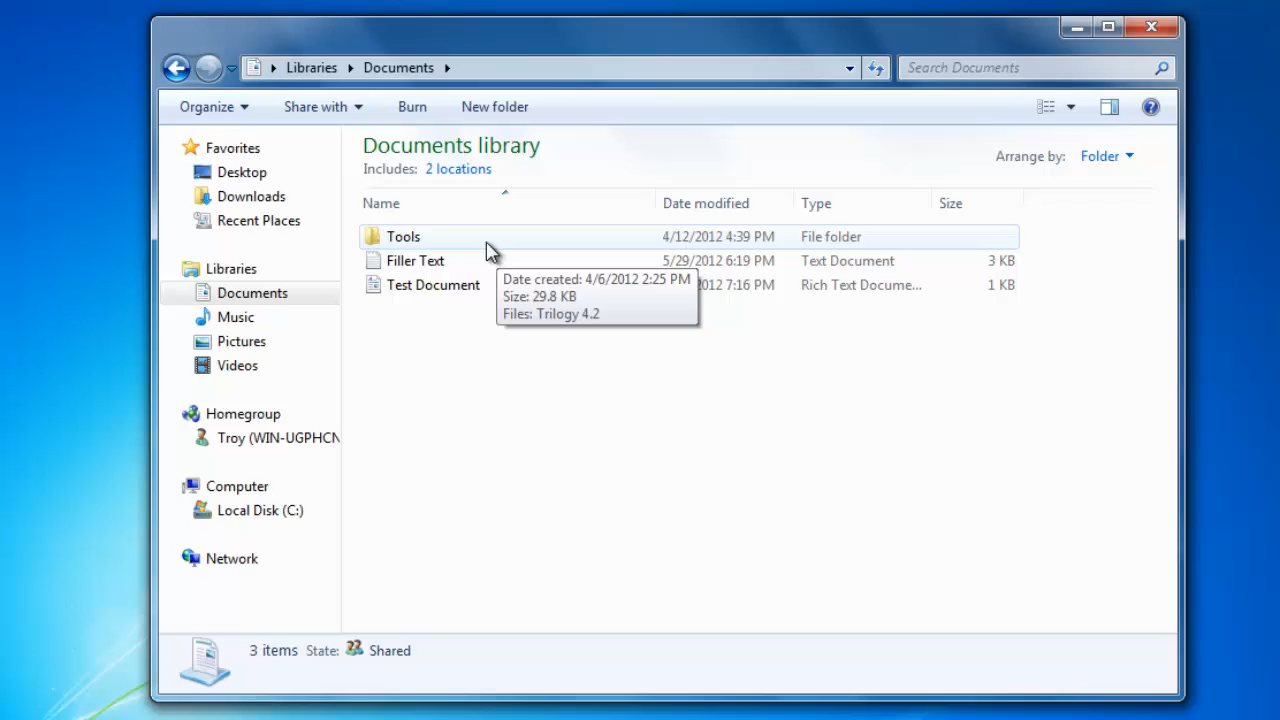 Libraries Documents
Search Documents
Organize Share with Burn New folder
Documents library
Includes: 2 locations
Arrange by: Folder
Name Date modified Type Size
Tools 4/12/2012 4:39 PM File folder
Filler Text 5/29/2012 6:19 PM Text Document 3 KB
Test Document 2012 7:16 PM Rich Text Docume... 1 KB
Date created: 4/6/2012 2:25 PM
Size: 29.8 KB
Files: Trilogy 4.2
Favorites
Desktop
Downloads
Recent Places
Libraries
Documents
Music
Pictures
Videos
Homegroup
Troy (WIN-UGPHCN
Computer
Local Disk (C:)
Network
3 items State: Shared